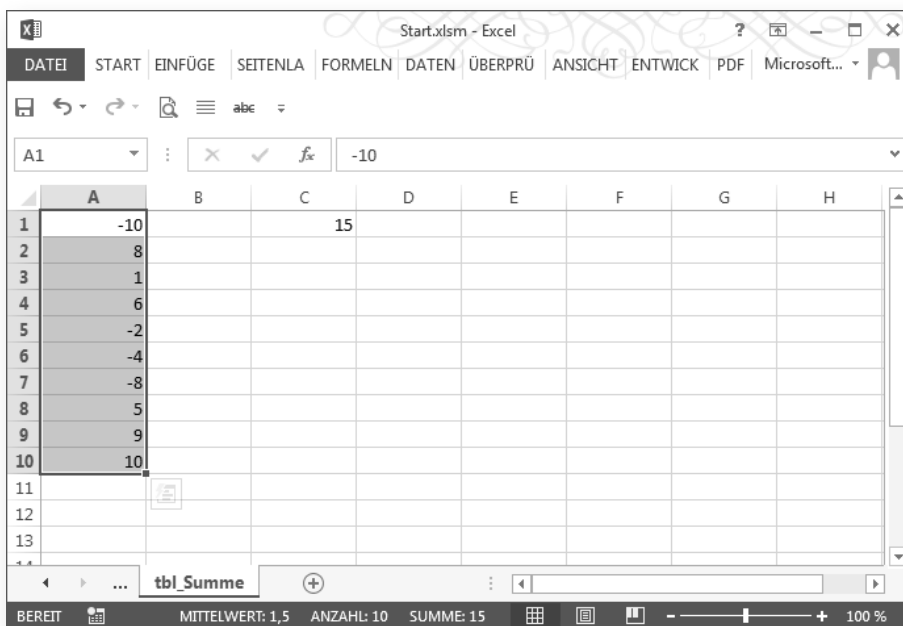 Start.xlsm - Excel
DATEI START EINFÜGE SEITENLA FORMELN DATEN ÜBERPRÜ ANSICHT ENTWICK PDF Microsoft...
abc
A1 fx -10
A B C D E F G H
1 -10 15
2 8
3 1
4 6
5 -2
6 -4
7 -8
8 5
9 9
10 10
11
12
13
... tbl_Summe
BEREIT MITTELWERT: 1,5 ANZAHL: 10 SUMME: 15 100 %